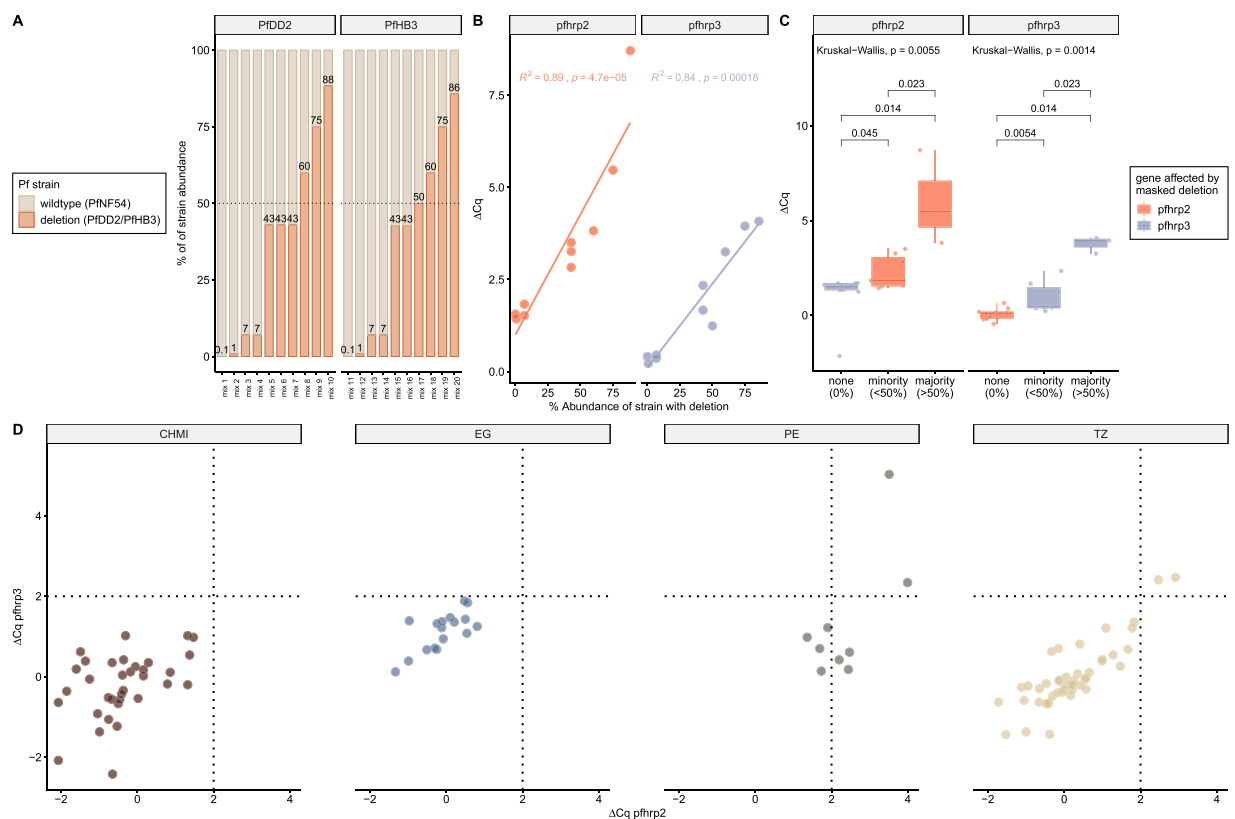 A
PfDD2
PfHB3
Pf strain
wildtype (PfNF54)
deletion (PfDD2/PfHB3)
% of of strain abundance
100
75
50
25
0
0.1
1
7
7
43
43
43
60
75
88
0.1
1
7
7
43
43
50
60
75
86
mix 1
mix 2
mix 3
mix 4
mix 5
mix 6
mix 7
mix 8
mix 9
mix 10
mix 11
mix 12
mix 13
mix 14
mix 15
mix 16
mix 17
mix 18
mix 19
mix 20
B
pfhrp2
pfhrp3
R² = 0.89 , p = 4.7e−05
R² = 0.84 , p = 0.00018
ΔCq
7.5
5.0
2.5
0.0
0
25
50
75
0
25
50
75
% Abundance of strain with deletion
C
pfhrp2
pfhrp3
Kruskal−Wallis, p = 0.0055
Kruskal−Wallis, p = 0.0014
0.023
0.014
0.045
0.023
0.014
0.0054
ΔCq
10
5
0
none
(0%)
minority
(<50%)
majority
(>50%)
none
(0%)
minority
(<50%)
majority
(>50%)
gene affected by
masked deletion
pfhrp2
pfhrp3
D
CHMI
EG
PE
TZ
ΔCq pfhrp3
4
2
0
−2
−2
0
2
4
−2
0
2
4
−2
0
2
4
−2
0
2
4
ΔCq pfhrp2